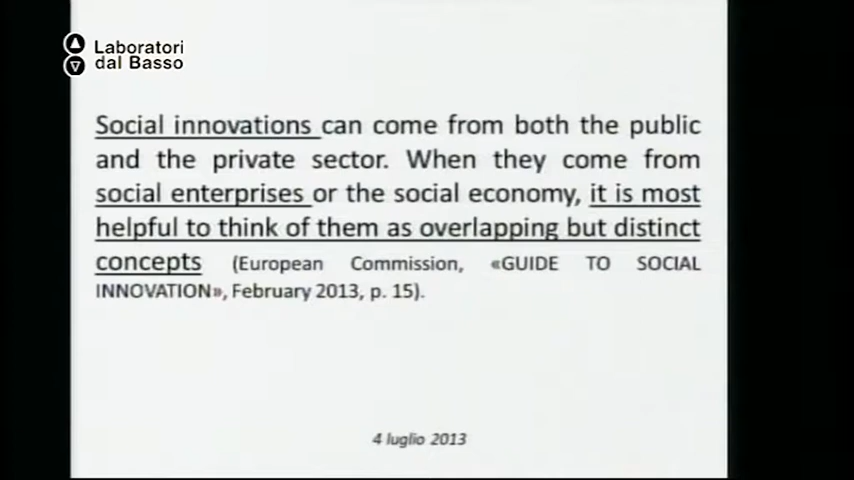 Laboratori
dal Basso
Social innovations can come from both the public
and the private sector. When they come from
social enterprises or the social economy, it is most
helpful to think of them as overlapping but distinct
concepts (European Commission, «GUIDE TO SOCIAL
INNOVATION», February 2013, p. 15).
4 luglio 2013